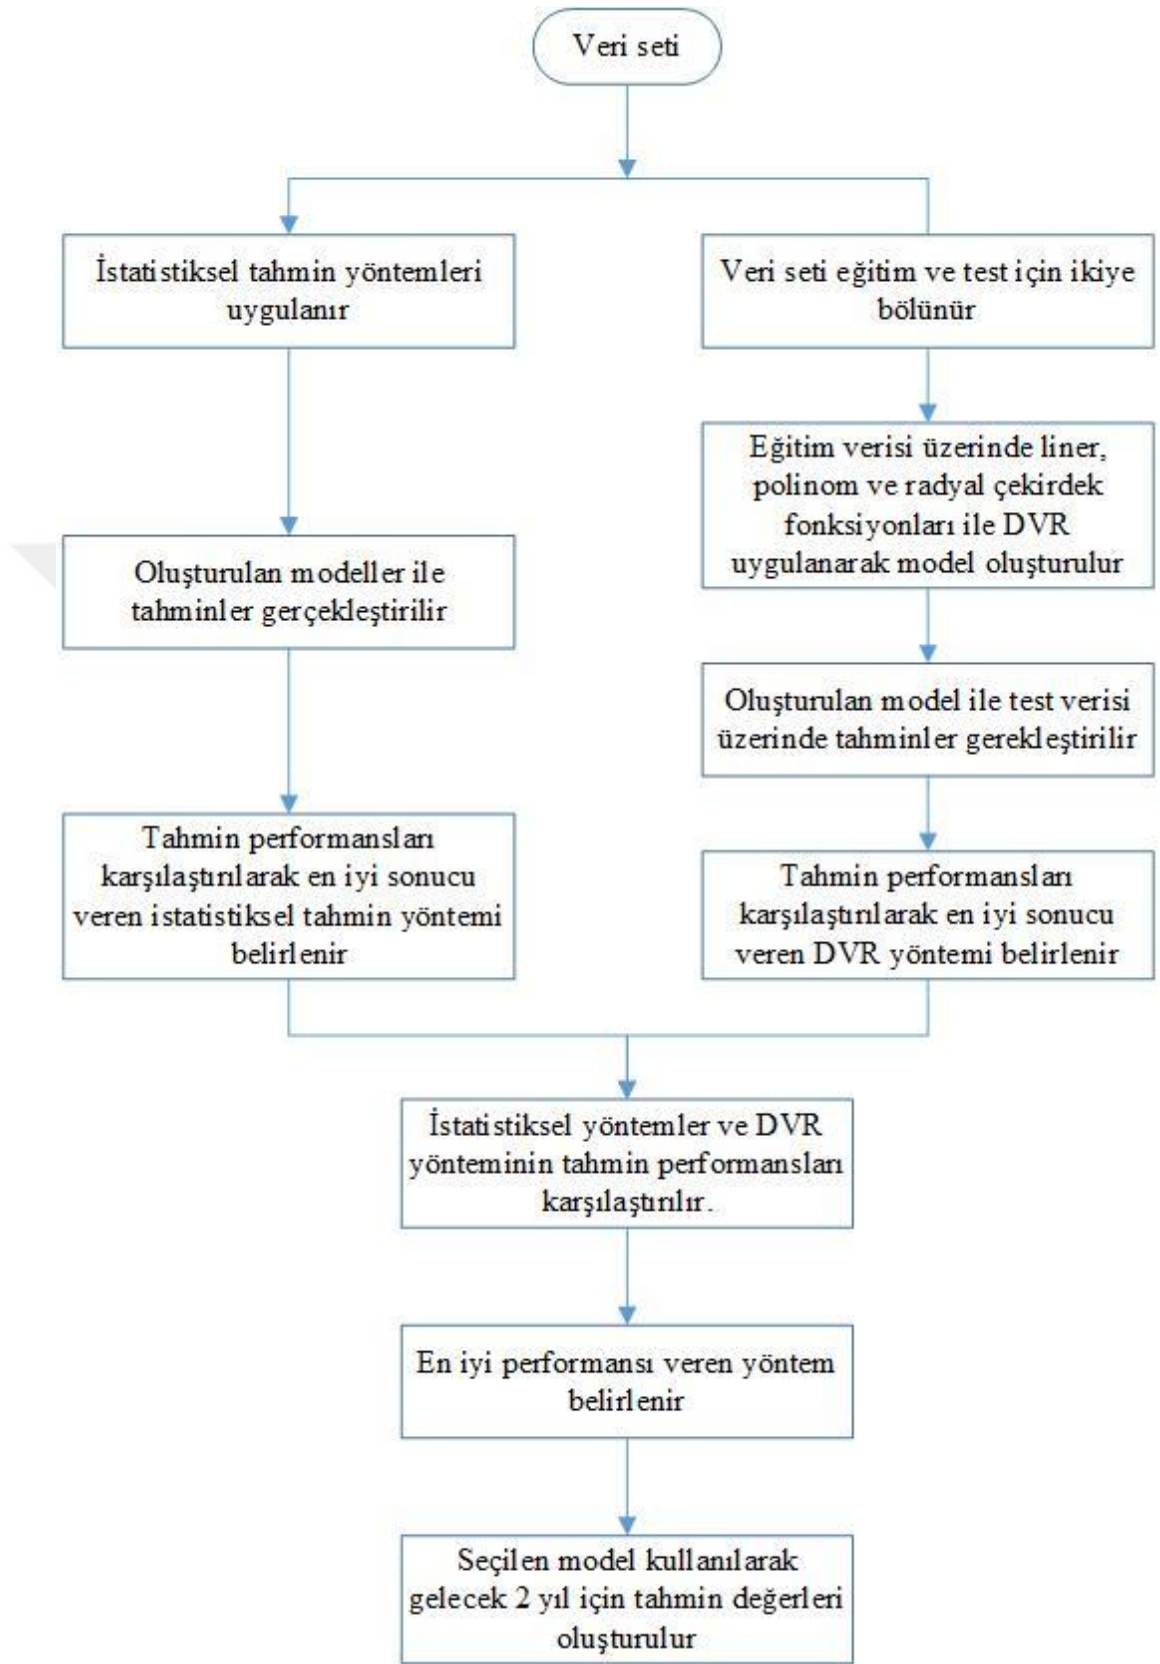 Veri seti
İstatistiksel tahmin yöntemleri
uygulanır
Oluşturulan modeller ile
tahminler gerçekleştirilir
Tahmin performansları
karşılaştırılarak en iyi sonucu
veren istatistiksel tahmin yöntemi
belirlenir
Veri seti eğitim ve test için ikiye
bölünür
Eğitim verisi üzerinde liner,
polinom ve radyal çekirdek
fonksiyonları ile DVR
uygulanarak model oluşturulur
Oluşturulan model ile test verisi
üzerinde tahminler gerekleştirilir
Tahmin performansları
karşılaştırılarak en iyi sonucu
veren DVR yöntemi belirlenir
İstatistiksel yöntemler ve DVR
yönteminin tahmin performansları
karşılaştırılır.
En iyi performansı veren yöntem
belirlenir
Seçilen model kullanılarak
gelecek 2 yıl için tahmin değerleri
oluşturulur